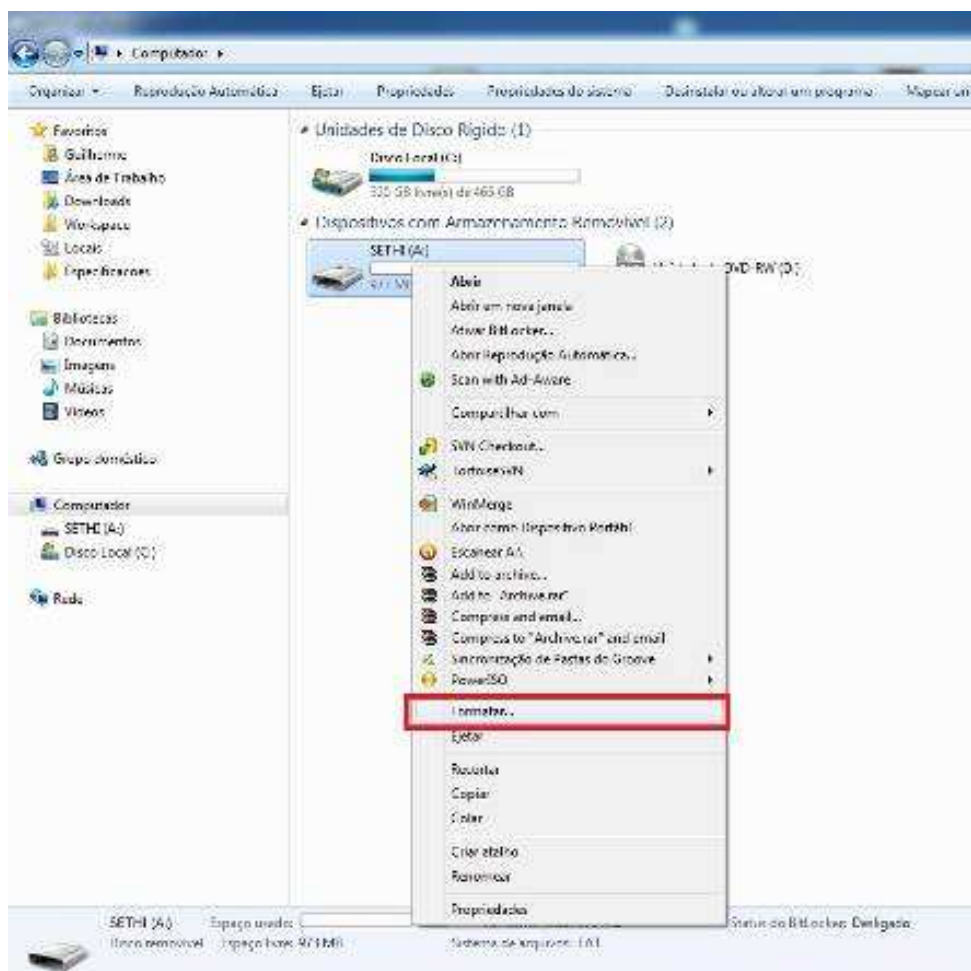 Computador
Organizar Reprodução Automática Ejetar Propriedades Propriedades do sistema Desinstalar ou alterar um programa Mapear uni
Favoritos
Guilherme
Área de Trabalho
Downloads
Workspace
Locais
Especificacoes
Bibliotecas
Documentos
Imagens
Músicas
Vídeos
Grupo doméstico
Computador
SETHI (A:)
Disco Local (C:)
Rede
Unidades de Disco Rígido (1)
Disco Local (C:)
GB livre(s) de 465 GB
Dispositivos com Armazenamento Removível (2)
SETHI (A:)
DVD-RW (D:)
Abrir
Abrir em nova janela
Ativar BitLocker...
Abrir Reprodução Automática...
Scan with Ad-Aware
Compartilhar com
SVN Checkout...
TortoiseSVN
WinMerge
Abrir como Dispositivo Portátil
Escanear A:\
Add to archive...
Add to "Archive.rar"
Compress and email...
Compress to "Archive.rar" and email
Sincronização de Pastas do Groove
PowerISO
Formatar...
Ejetar
Recortar
Copiar
Colar
Criar atalho
Renomear
Propriedades
SETHI (A:) Espaço usado: Status do BitLocker: Desligado
Disco removível Espaço livre: 973 MB Sistema de arquivos: